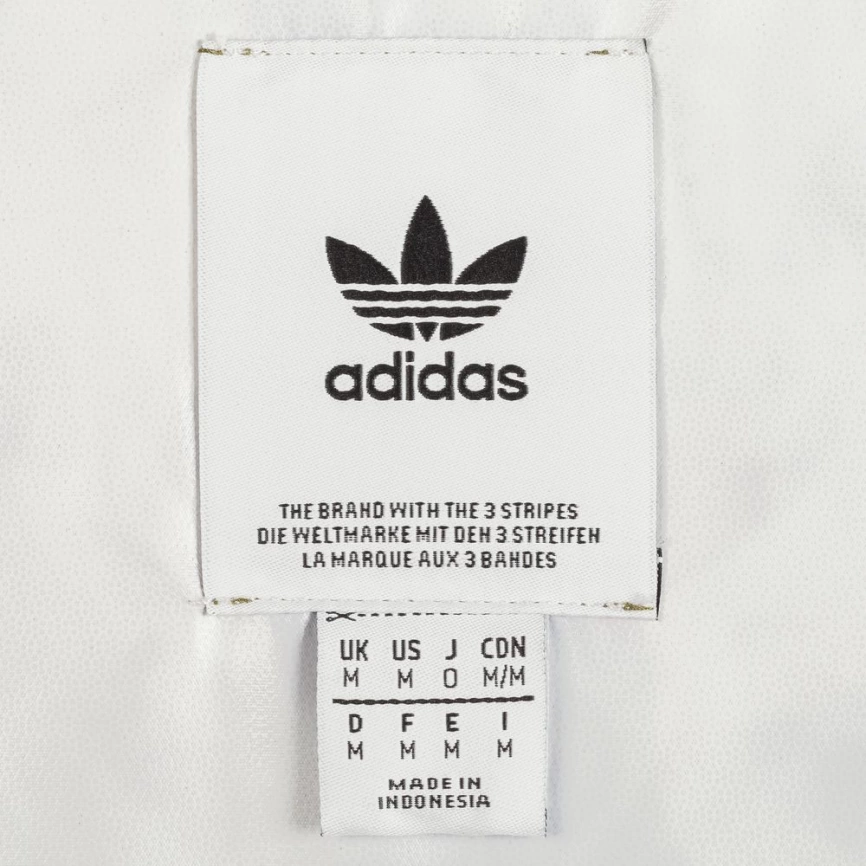 adidas
THE BRAND WITH THE 3 STRIPES
DIE WELTMARKE MIT DEN 3 STREIFEN
LA MARQUE AUX 3 BANDES
UK US J CDN
M M O M/M
D F E I
M M M M
MADE IN
INDONESIA